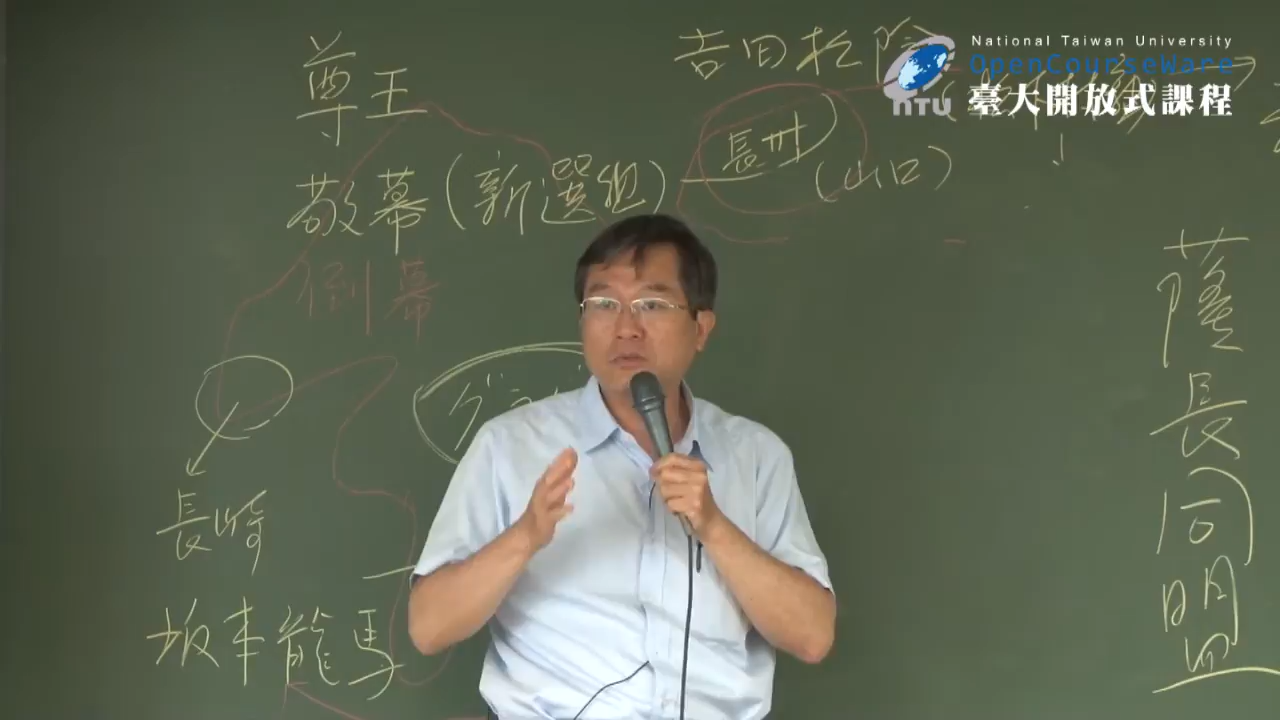 尊王
敬幕(新選組)
倒幕
長崎
坂本龍馬
吉田松陰
長州
(山口)
National Taiwan University
OpenCourseWare
NTU 臺大開放式課程
薩長同盟